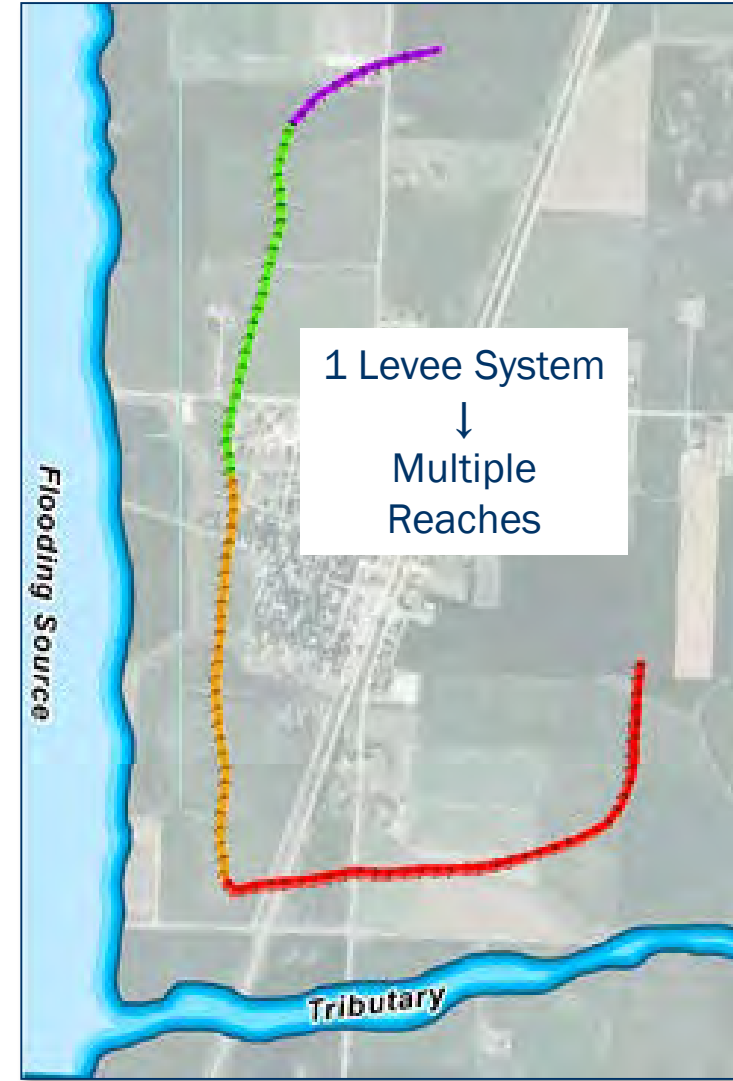 1 Levee System
↓
Multiple
Reaches
Flooding Source
Tributary